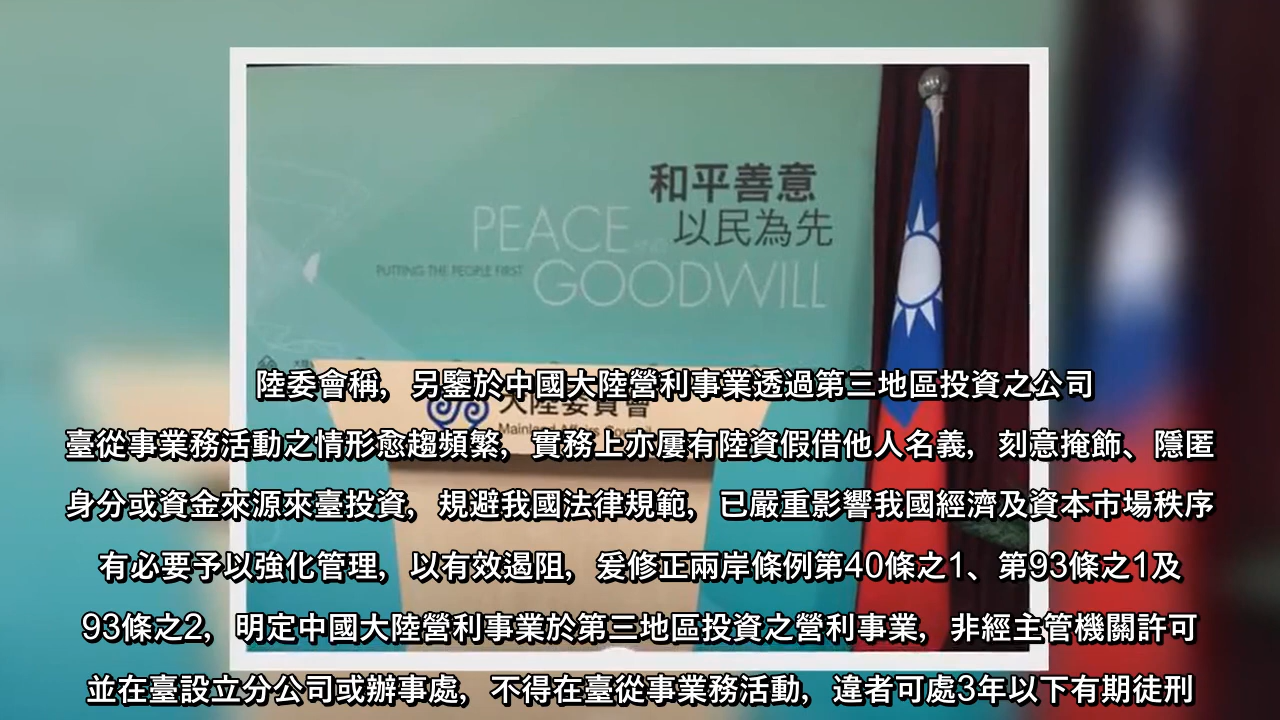 和平善意
PEACE AND 以民為先
PUTTING THE PEOPLE FIRST GOODWILL
陸委會稱，另鑒於中國大陸營利事業透過第三地區投資之公司
大陸委員會
Mainland Affairs Council
臺從事業務活動之情形愈趨頻繁，實務上亦屢有陸資假借他人名義，刻意掩飾、隱匿
身分或資金來源來臺投資，規避我國法律規範，已嚴重影響我國經濟及資本市場秩序
有必要予以強化管理，以有效遏阻，爰修正兩岸條例第40條之1、第93條之1及
93條之2，明定中國大陸營利事業於第三地區投資之營利事業，非經主管機關許可
並在臺設立分公司或辦事處，不得在臺從事業務活動，違者可處3年以下有期徒刑